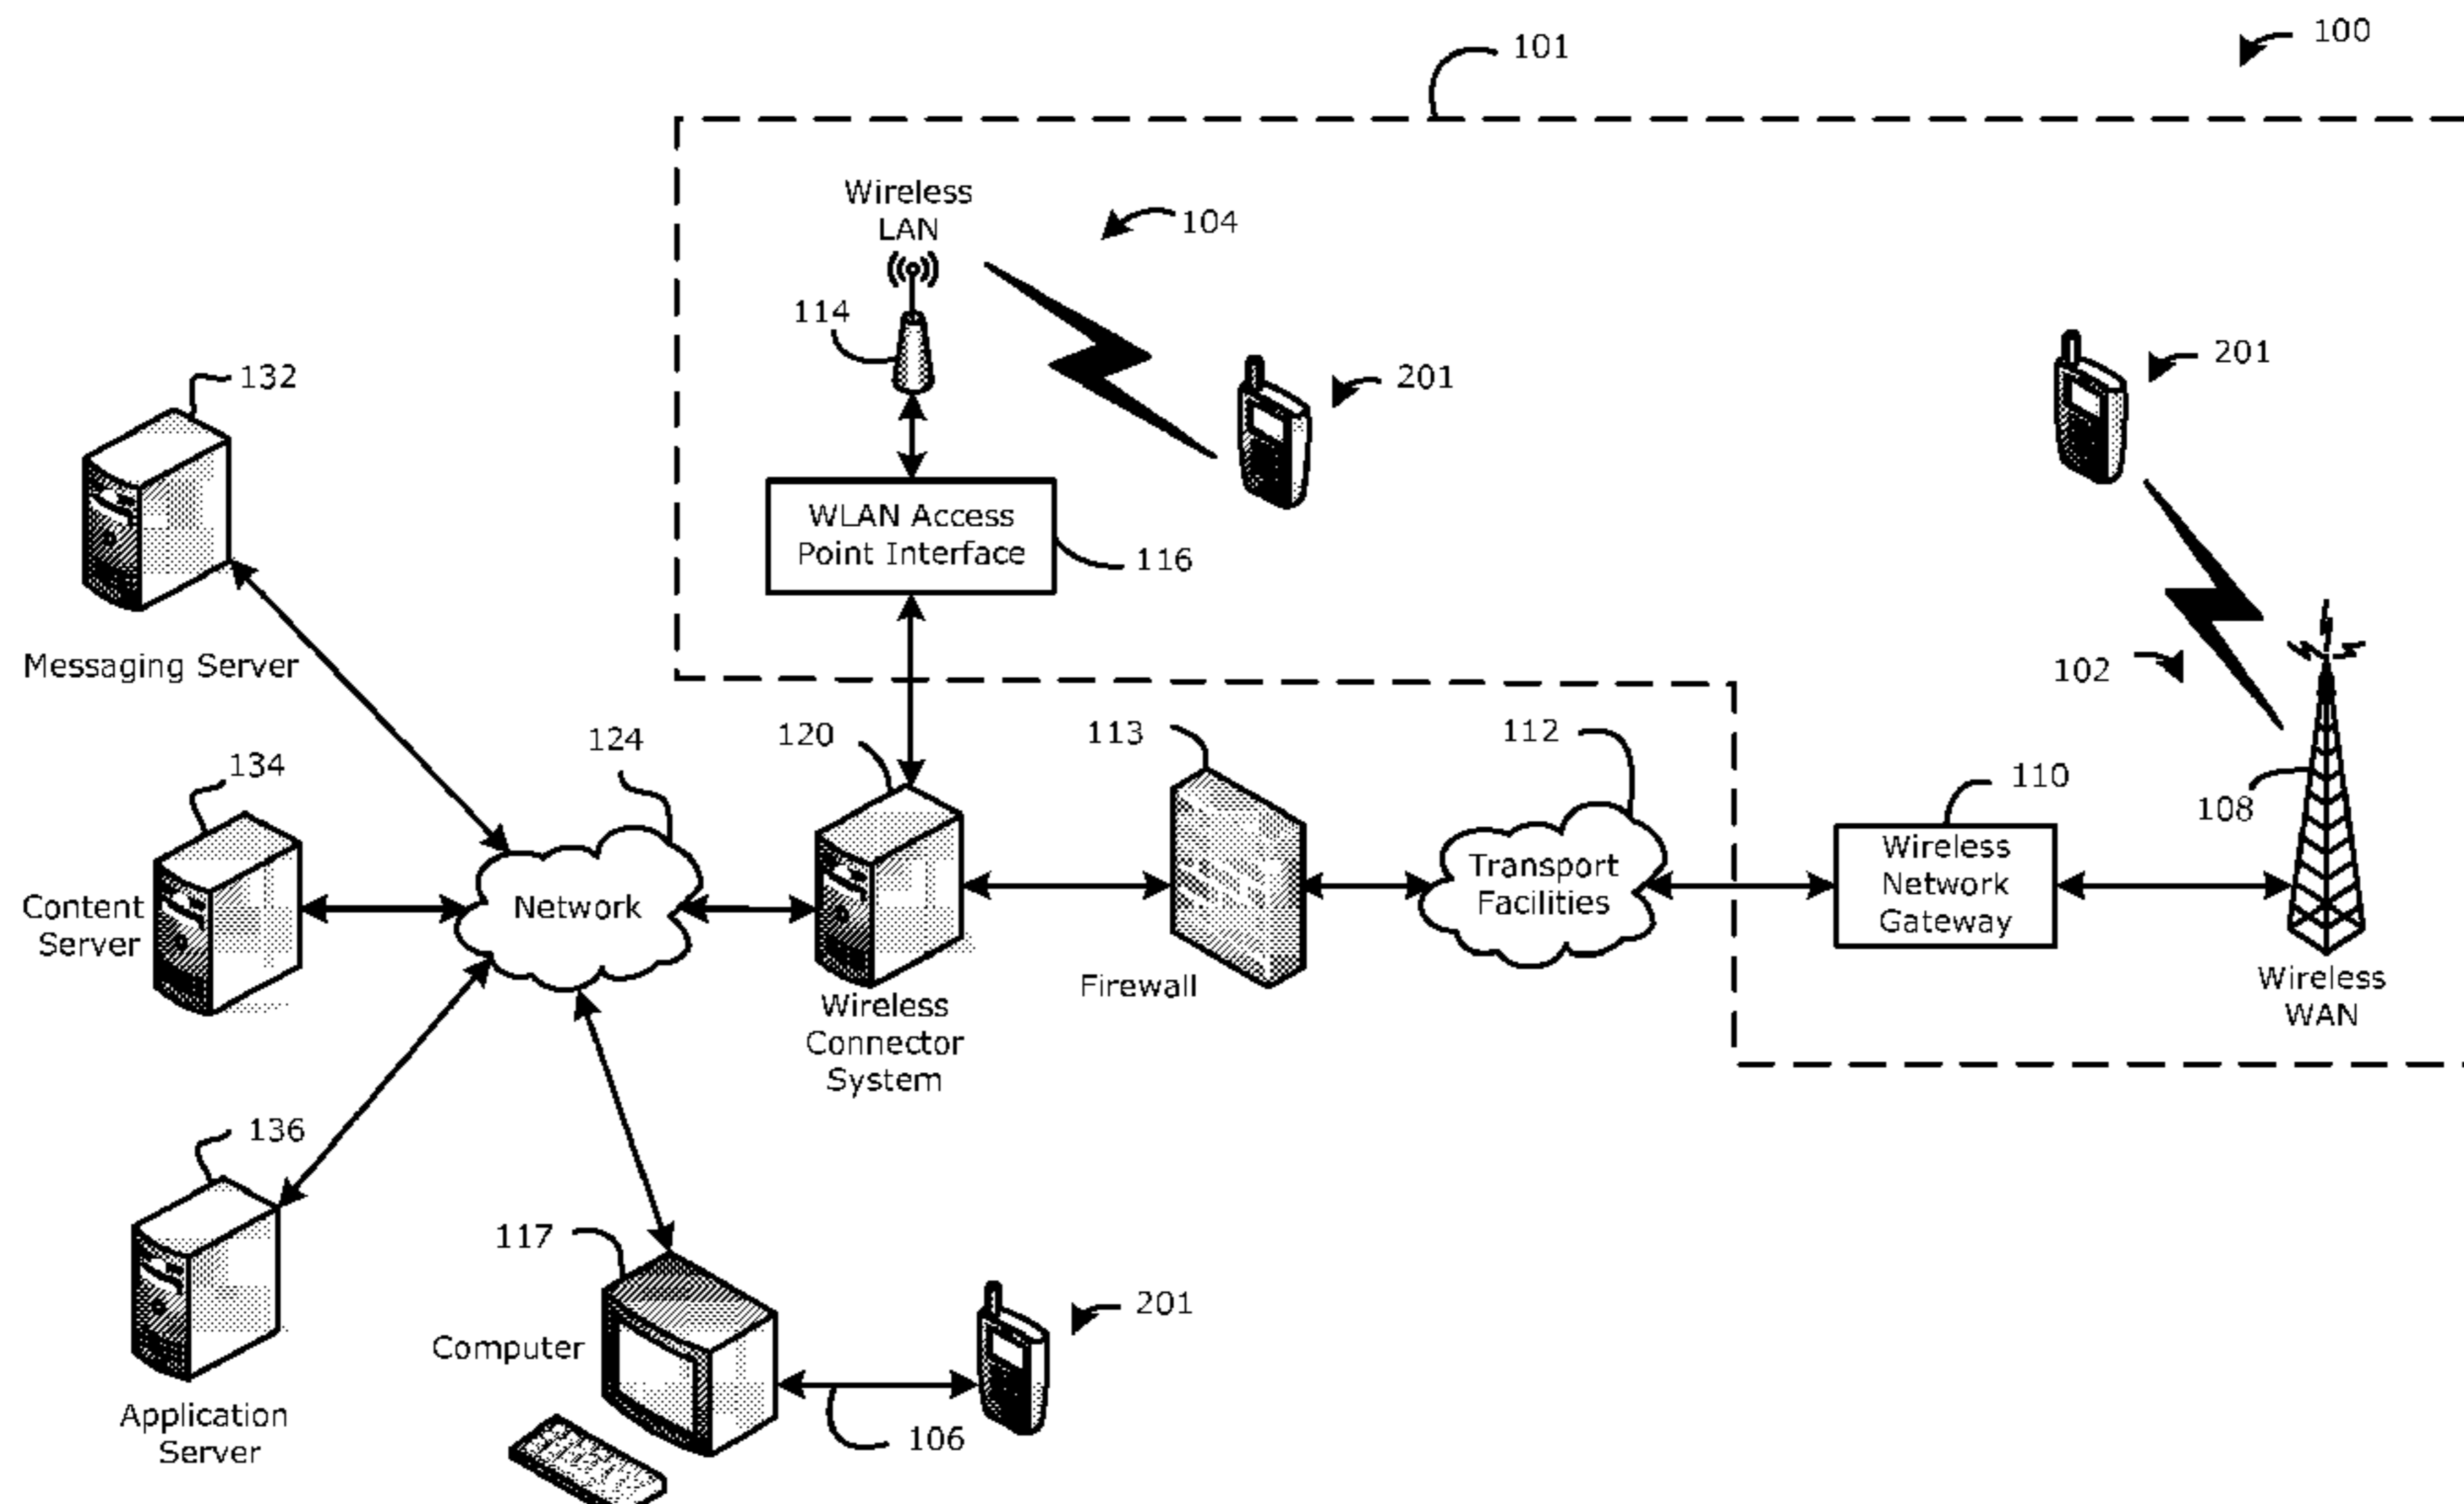 100
101
Wireless
LAN
104
114
201
201
132
WLAN Access
Point Interface
116
Messaging Server
102
124
120
113
112
134
110
108
Content
Server
Network
Transport
Facilities
Wireless
Network
Gateway
Firewall
Wireless
Connector
System
Wireless
WAN
136
117
201
Computer
106
Application
Server